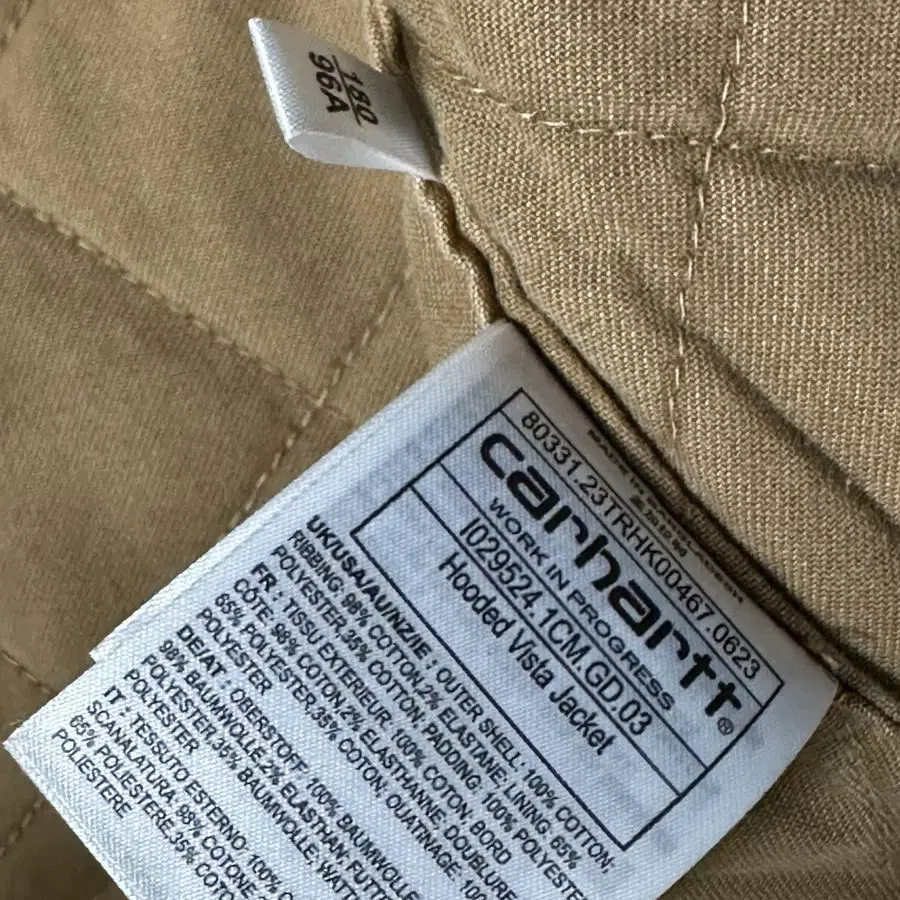 180
96A
80331.23TRHK00467.0623
carhartt®
WORK IN PROGRESS
I029524.1CM.GD.03
Hooded Vista Jacket
UK/USA/AU/NZ/IE : OUTER SHELL: 100% COTTON;
RIBBING: 98% COTTON,2% ELASTANE; LINING: 65%
POLYESTER,35% COTTON; PADDING: 100% POLYESTER
FR : TISSU EXTERIEUR: 100% COTON; BORD
CÔTE: 98% COTON,2% ELASTHANNE; DOUBLURE
65% POLYESTER,35% COTON; OUATINAGE: 100
POLYESTER
DE/AT : OBERSTOFF: 100% BAUMWOLLE
98% BAUMWOLLE,2% ELASTHAN; FUTTE
POLYESTER,35% BAUMWOLLE; WATT
POLYESTER
IT : TESSUTO ESTERNO: 100% C
SCANALATURA: 98% COTONE
65% POLIESTERE,35% COTO
POLIESTERE